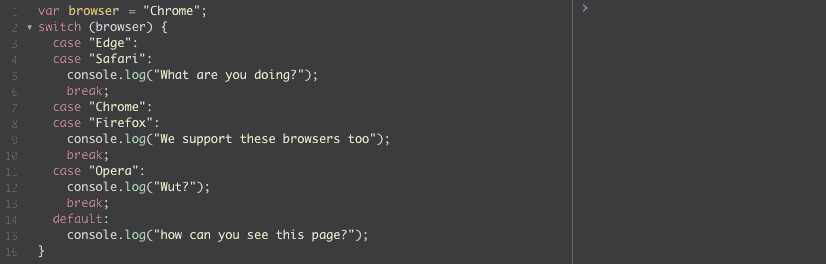 1 var browser = "Chrome";
2 ▾ switch (browser) {
3 case "Edge":
4 case "Safari":
5 console.log("What are you doing?");
6 break;
7 case "Chrome":
8 case "Firefox":
9 console.log("We support these browsers too");
10 break;
11 case "Opera":
12 console.log("Wut?");
13 break;
14 default:
15 console.log("how can you see this page?");
16 }
›